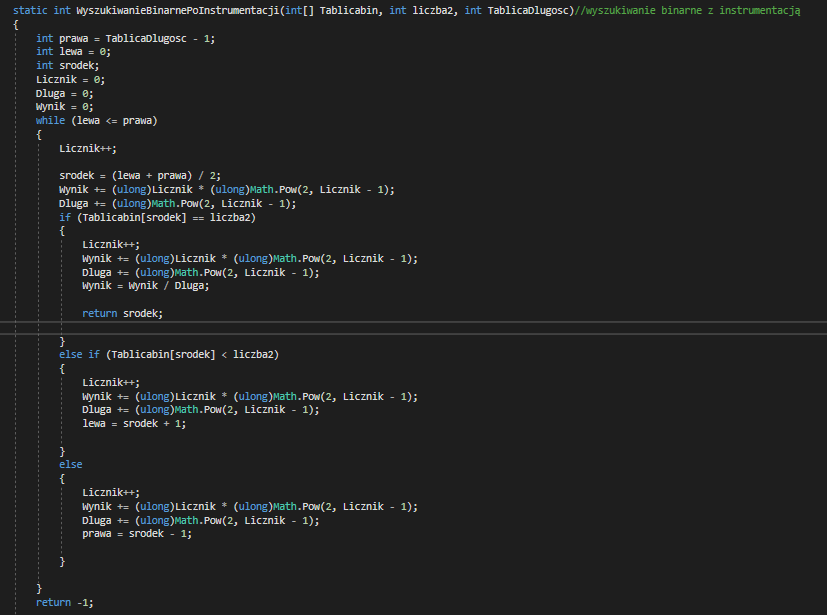 static int WyszukiwanieBinarnePoInstrumentacji(int[] Tablicabin, int liczba2, int TablicaDlugosc)//wyszukiwanie binarne z instrumentacją
{
int prawa = TablicaDlugosc - 1;
int lewa = 0;
int srodek;
Licznik = 0;
Dluga = 0;
Wynik = 0;
while (lewa <= prawa)
{
Licznik++;
srodek = (lewa + prawa) / 2;
Wynik += (ulong)Licznik * (ulong)Math.Pow(2, Licznik - 1);
Dluga += (ulong)Math.Pow(2, Licznik - 1);
if (Tablicabin[srodek] == liczba2)
{
Licznik++;
Wynik += (ulong)Licznik * (ulong)Math.Pow(2, Licznik - 1);
Dluga += (ulong)Math.Pow(2, Licznik - 1);
Wynik = Wynik / Dluga;
return srodek;
}
else if (Tablicabin[srodek] < liczba2)
{
Licznik++;
Wynik += (ulong)Licznik * (ulong)Math.Pow(2, Licznik - 1);
Dluga += (ulong)Math.Pow(2, Licznik - 1);
lewa = srodek + 1;
}
else
{
Licznik++;
Wynik += (ulong)Licznik * (ulong)Math.Pow(2, Licznik - 1);
Dluga += (ulong)Math.Pow(2, Licznik - 1);
prawa = srodek - 1;
}
}
return -1;